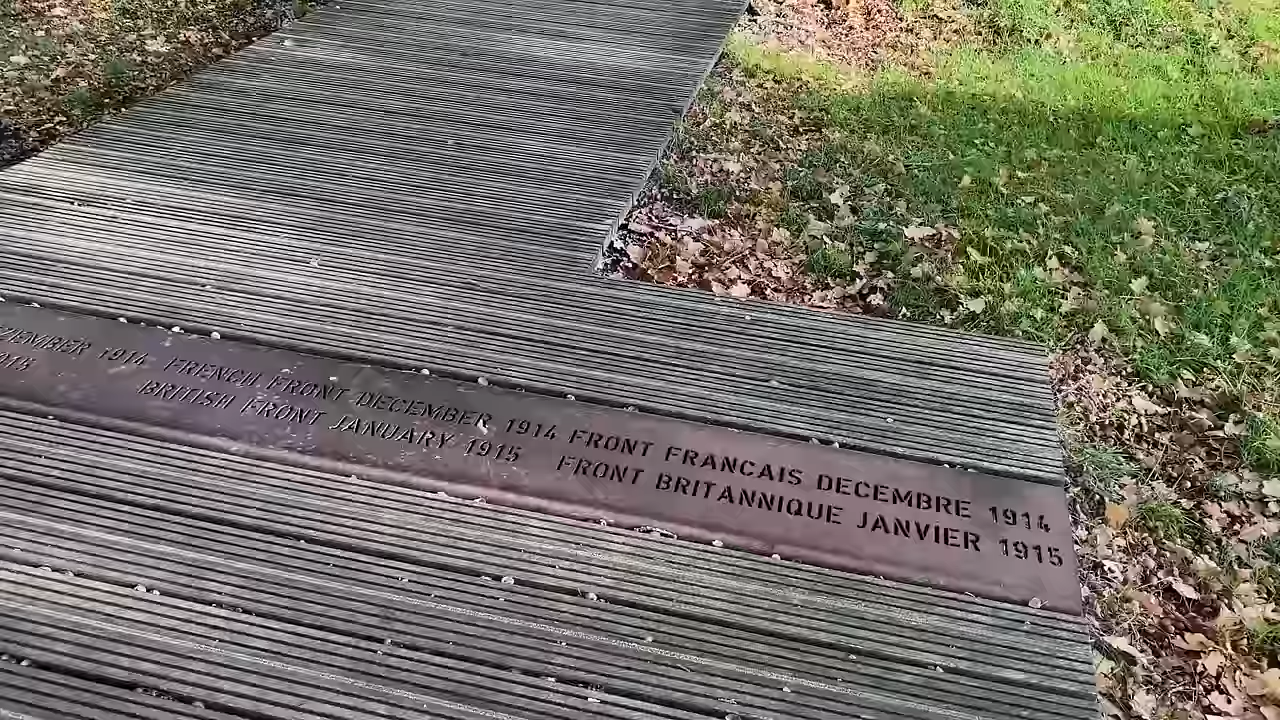 1914 FRENCH FRONT DECEMBER 1914 FRONT FRANCAIS DECEMBRE 1914
BRITISH FRONT JANUARY 1915 FRONT BRITANNIQUE JANVIER 1915